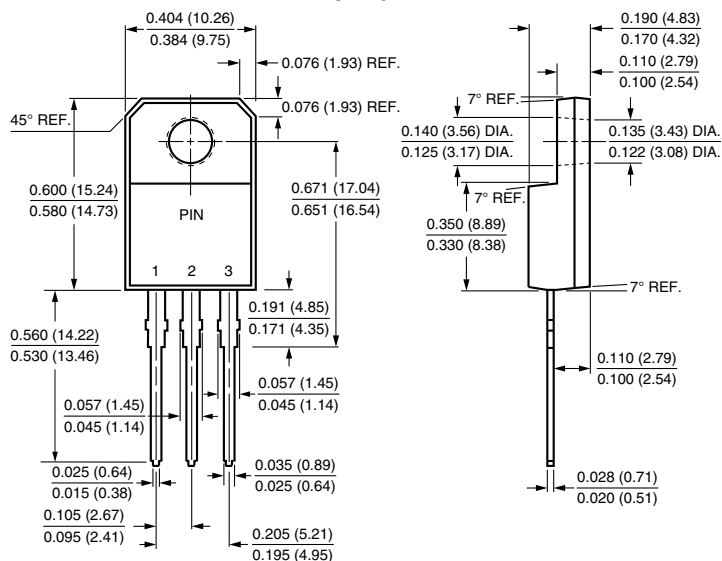 0.404 (10.26)
0.384 (9.75)
0.076 (1.93) REF.
0.076 (1.93) REF.
45° REF.
0.600 (15.24)
0.580 (14.73)
PIN
1 2 3
0.671 (17.04)
0.651 (16.54)
0.191 (4.85)
0.171 (4.35)
0.560 (14.22)
0.530 (13.46)
0.057 (1.45)
0.045 (1.14)
0.057 (1.45)
0.045 (1.14)
0.025 (0.64)
0.015 (0.38)
0.035 (0.89)
0.025 (0.64)
0.105 (2.67)
0.095 (2.41)
0.205 (5.21)
0.195 (4.95)
0.190 (4.83)
0.170 (4.32)
0.110 (2.79)
0.100 (2.54)
7° REF.
0.140 (3.56) DIA.
0.125 (3.17) DIA.
0.135 (3.43) DIA.
0.122 (3.08) DIA.
7° REF.
0.350 (8.89)
0.330 (8.38)
7° REF.
0.110 (2.79)
0.100 (2.54)
0.028 (0.71)
0.020 (0.51)